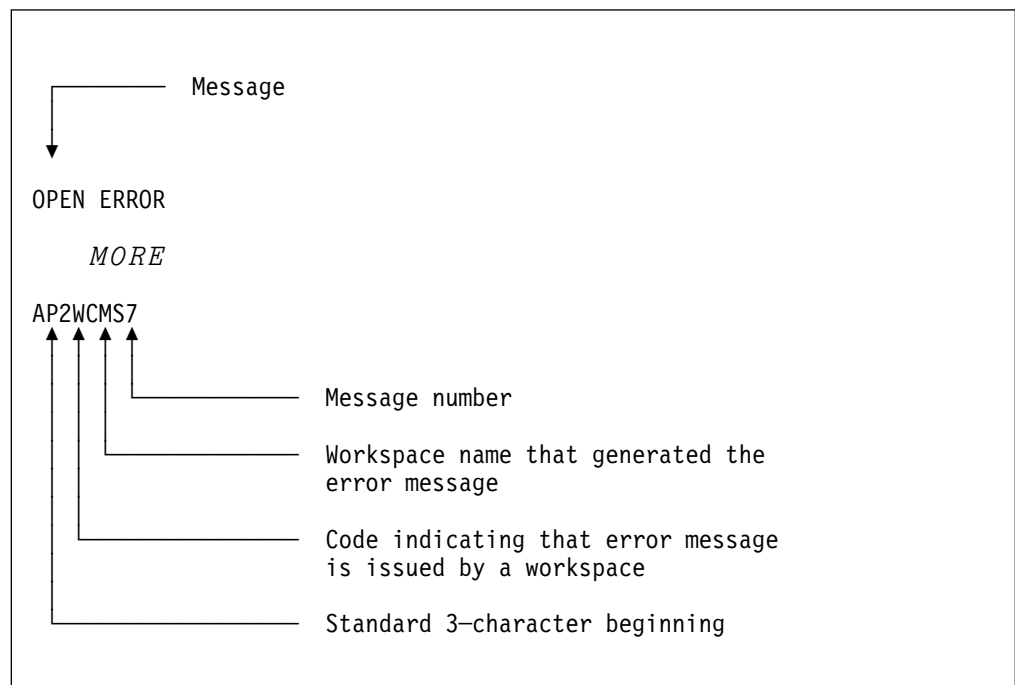 Message
OPEN ERROR
MORE
AP2WCMS7
Message number
Workspace name that generated the
error message
Code indicating that error message
is issued by a workspace
Standard 3—character beginning